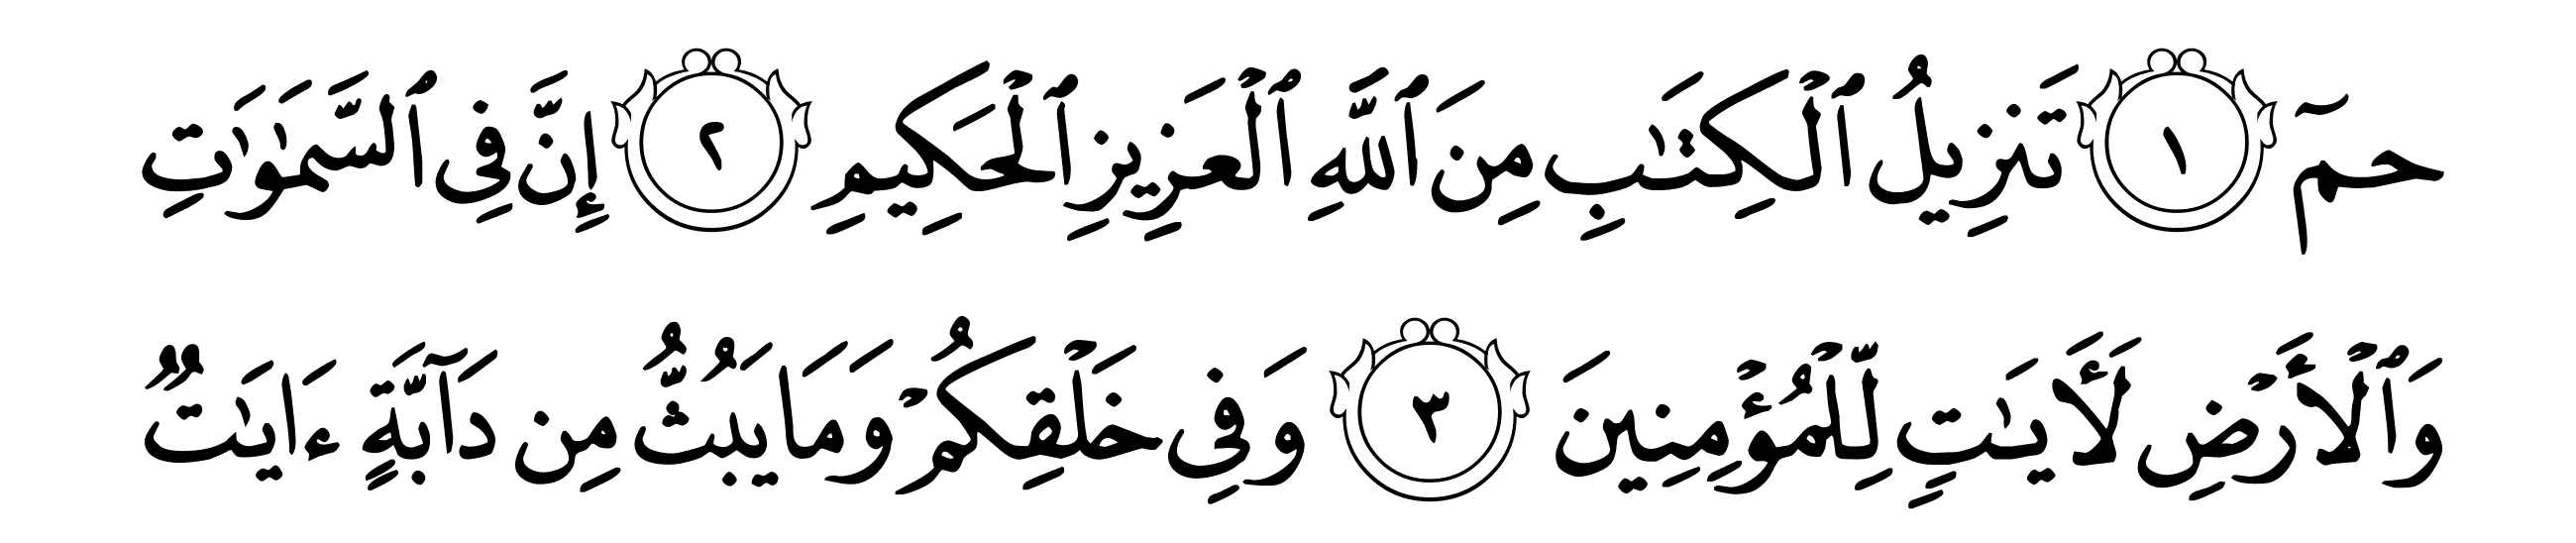 حمٓ ١ تَنزِيلُ ٱلْكِتَٰبِ مِنَ ٱللَّهِ ٱلْعَزِيزِ ٱلْحَكِيمِ ٢ إِنَّ فِى ٱلسَّمَٰوَٰتِ
وَٱلْأَرْضِ لَأَيَٰتٍ لِّلْمُؤْمِنِينَ ٣ وَفِى خَلْقِكُمْ وَمَا يَبُثُّ مِن دَآبَّةٍ ءَايَٰتٌ